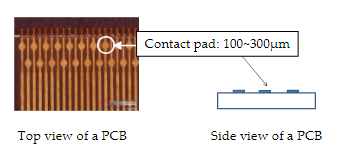 Contact pad: 100~300µm
Top view of a PCB
Side view of a PCB